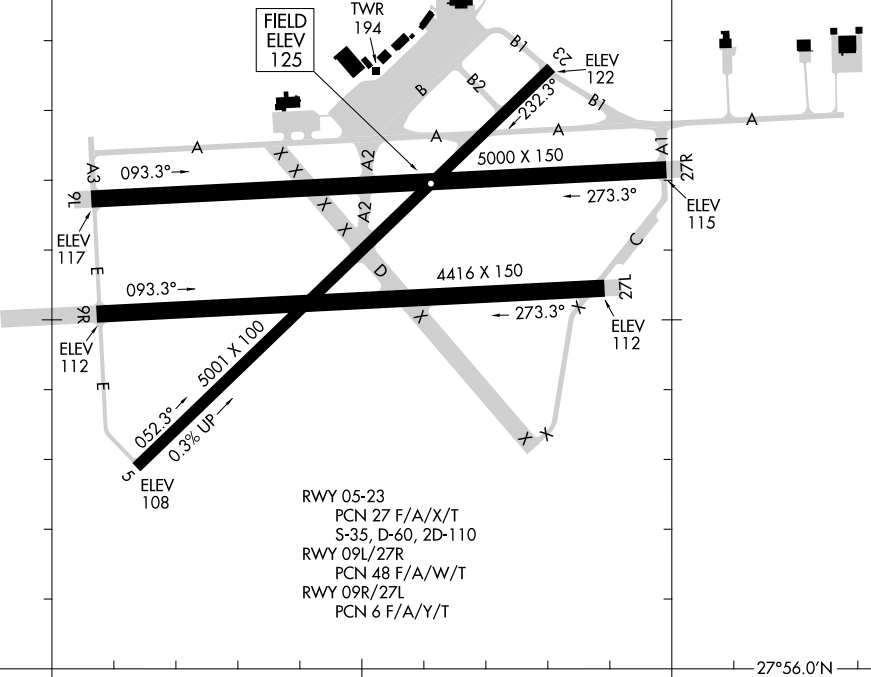 TWR
194
FIELD
ELEV
125
B1
23
ELEV
122
B
B2
232.3°
B1
A
A
A
A
A1
A2
A3
093.3°
5000 X 150
27R
9L
273.3°
ELEV
115
A2
ELEV
117
C
E
D
4416 X 150
093.3°
27L
9R
273.3°
ELEV
112
ELEV
112
X
X
X
X
X
X
X
X
5001 X 100
E
052.3°
0.3% UP
5
ELEV
108
RWY 05-23
PCN 27 F/A/X/T
S-35, D-60, 2D-110
RWY 09L/27R
PCN 48 F/A/W/T
RWY 09R/27L
PCN 6 F/A/Y/T
27°56.0'N